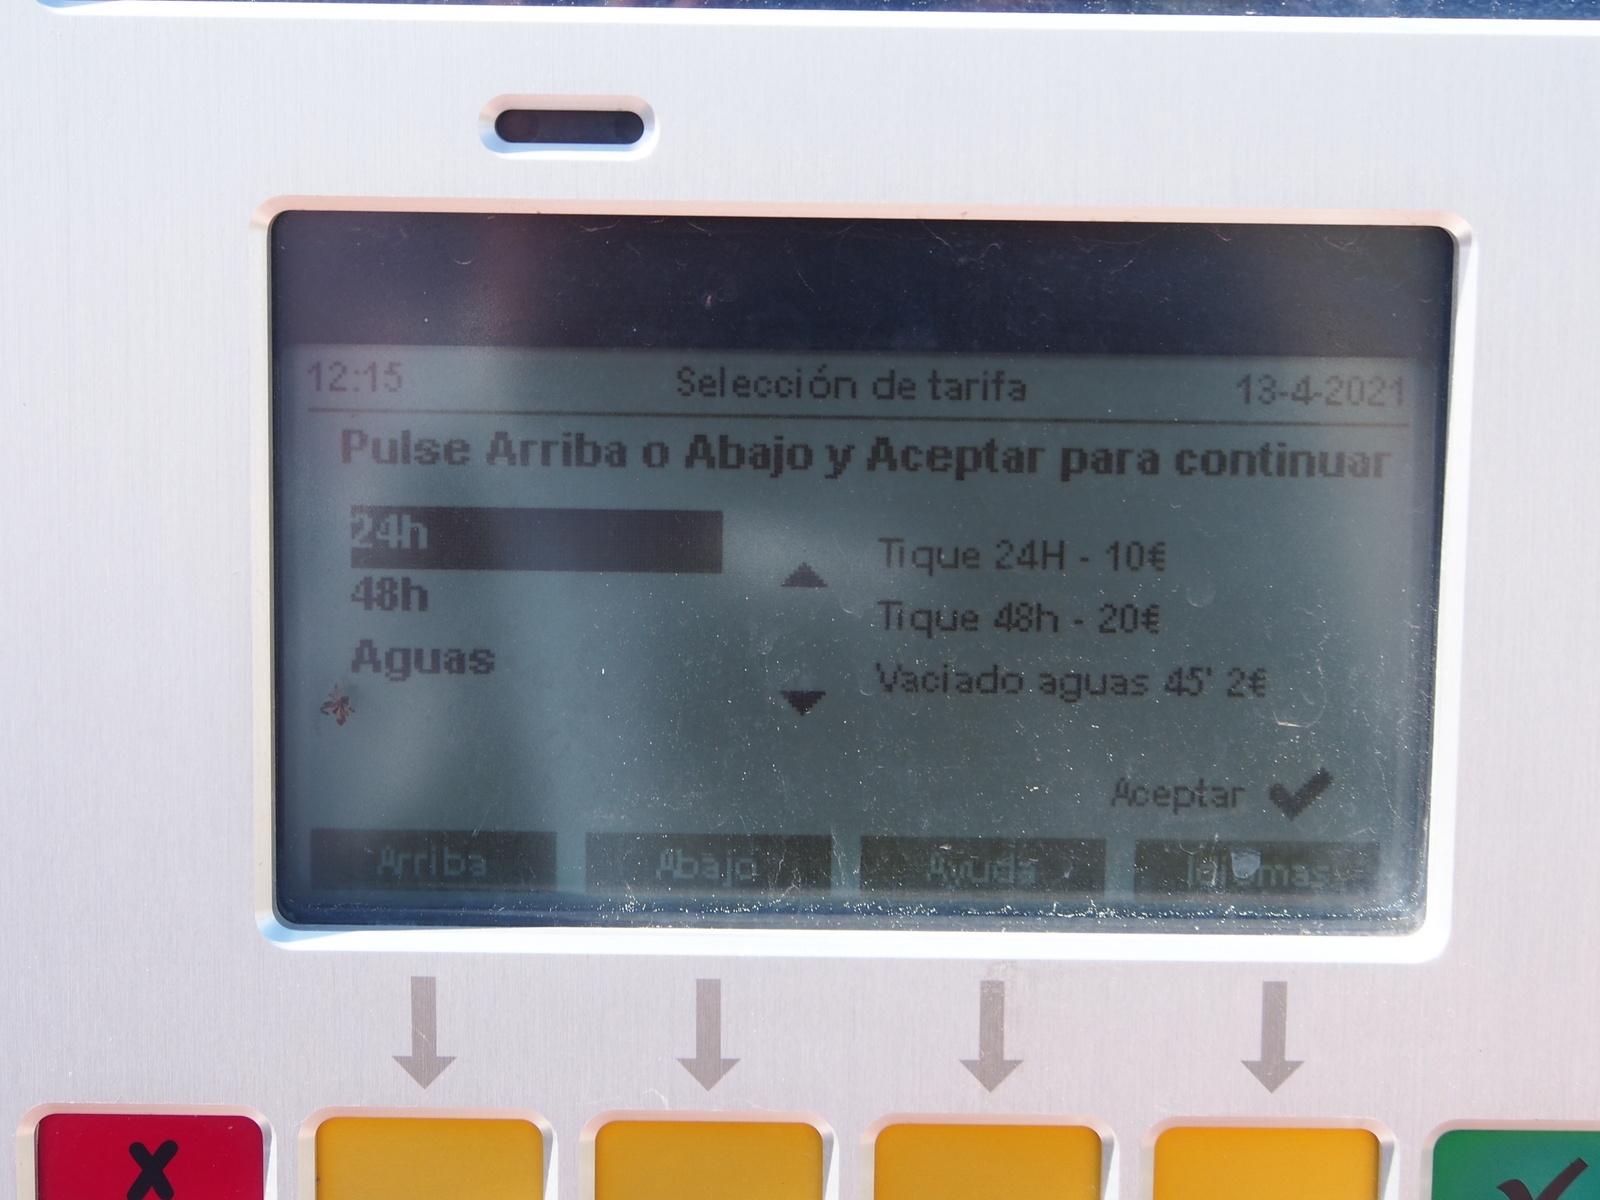 12:15 Selección de tarifa 13-4-2021
Pulse Arriba o Abajo y Aceptar para continuar
24h
48h
Aguas
Tique 24H - 10€
Tique 48h - 20€
Vaciado aguas 45' 2€
Aceptar
Arriba Abajo Ayuda Idiomas